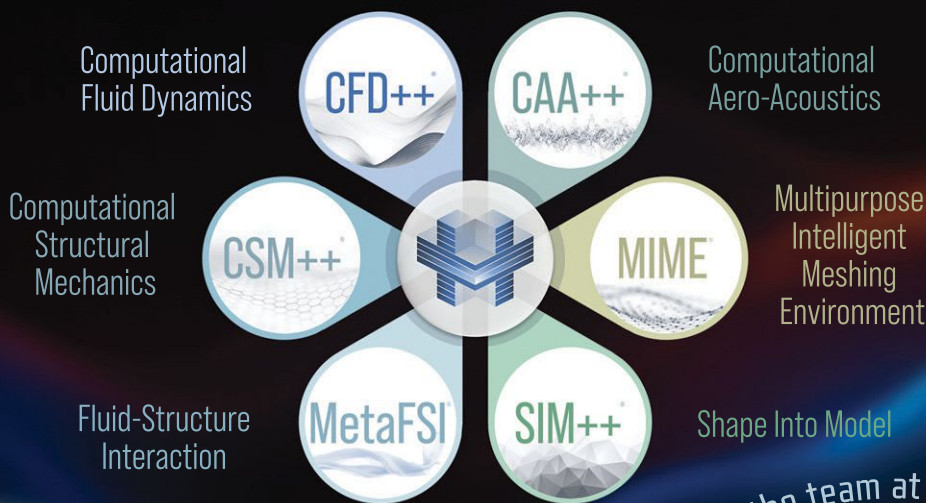 Computational
Fluid Dynamics
CFD++®
CAA++®
Computational
Aero-Acoustics
Computational
Structural
Mechanics
CSM++®
MIME®
Multipurpose
Intelligent
Meshing
Environment
Fluid-Structure
Interaction
MetaFSI®
SIM++®
Shape Into Model
team at